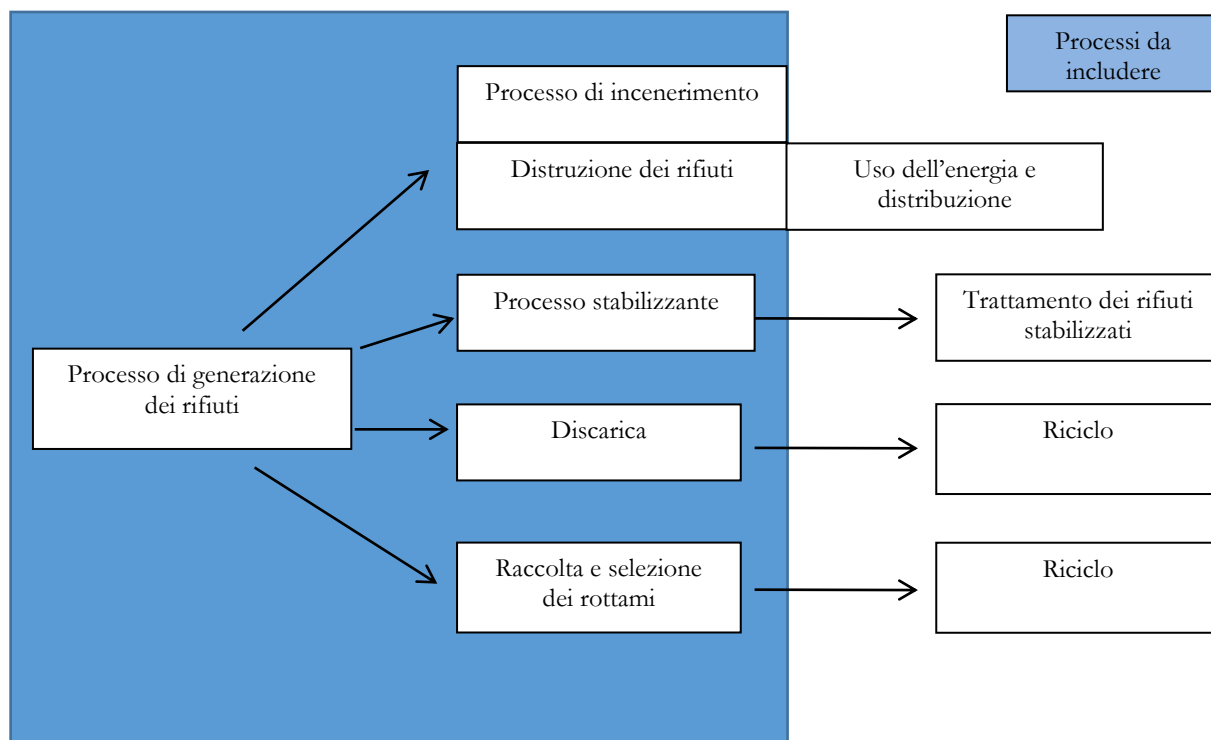 Processi da
includere
Processo di incenerimento
Distruzione dei rifiuti
Uso dell’energia e
distribuzione
Processo stabilizzante
Trattamento dei rifiuti
stabilizzati
Processo di generazione
dei rifiuti
Discarica
Riciclo
Raccolta e selezione
dei rottami
Riciclo